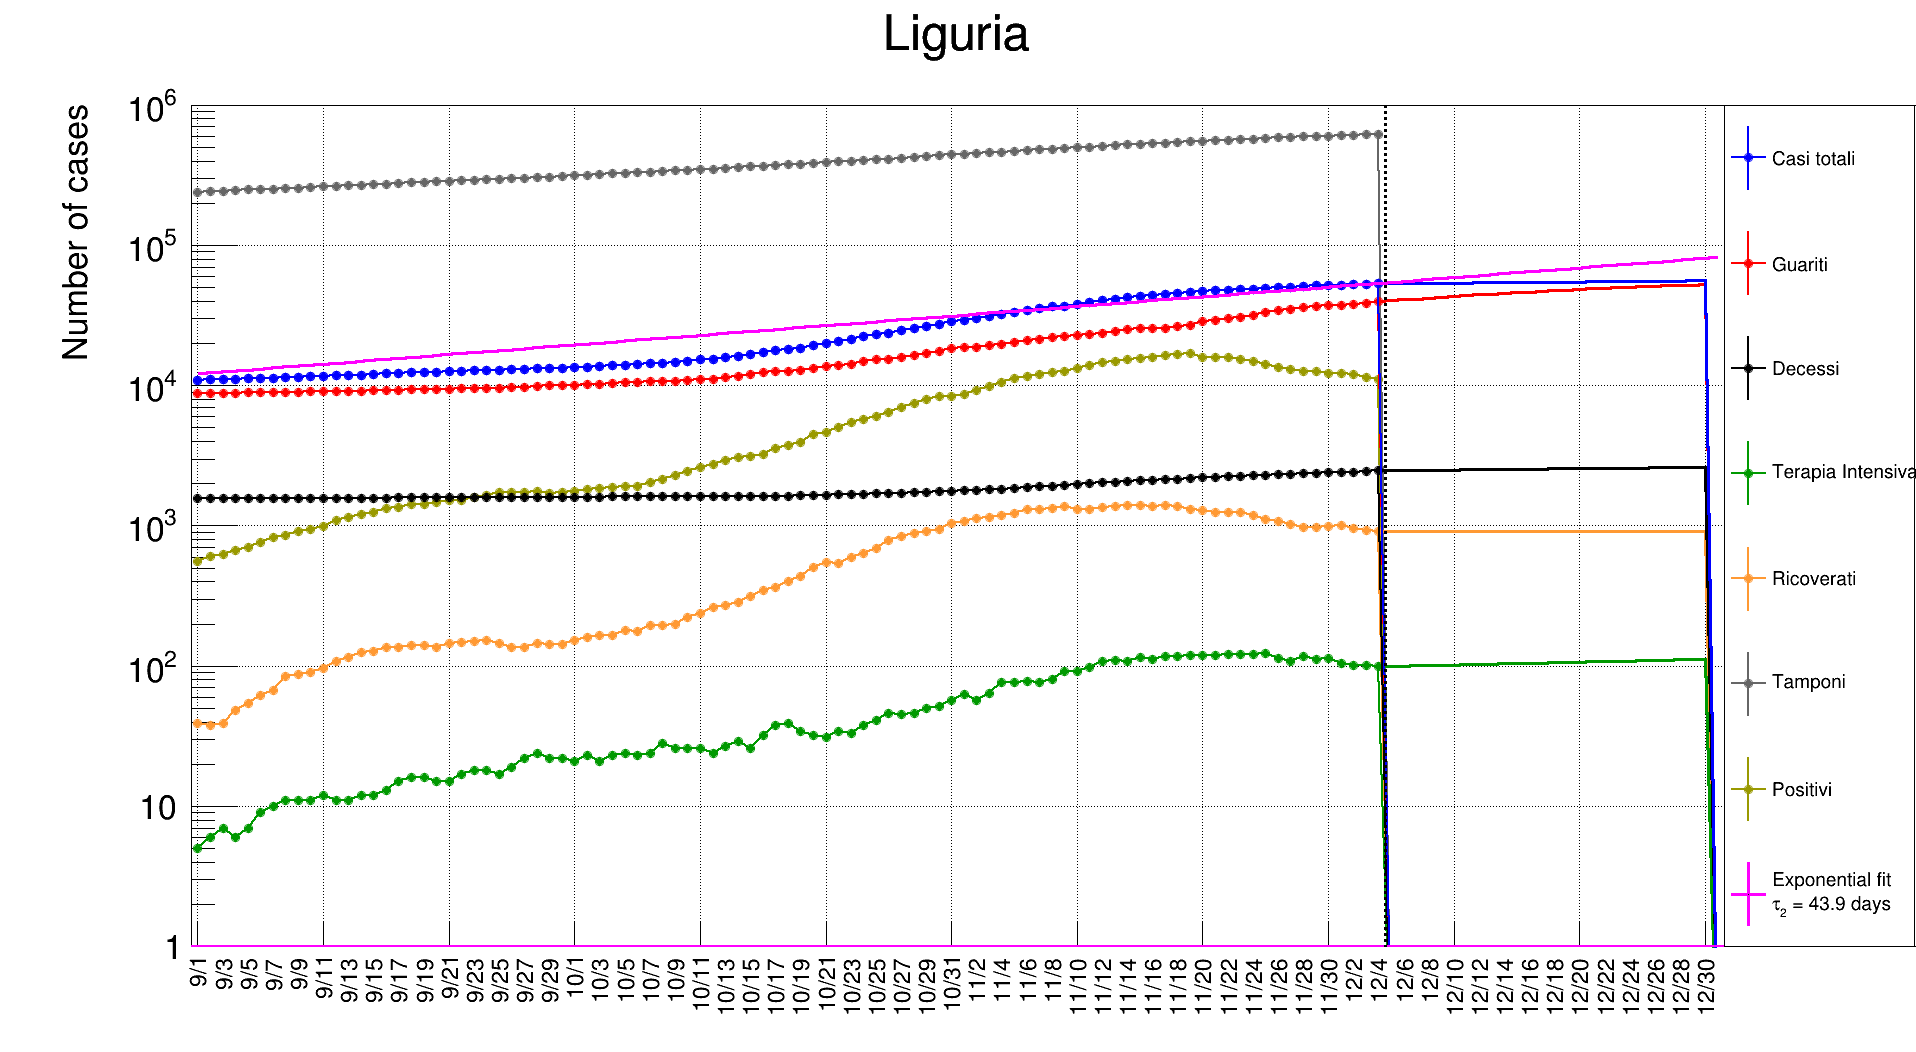 Liguria
Number of cases
10^6
10^5
10^4
10^3
10^2
10
1
9/1 9/3 9/5 9/7 9/9 9/11 9/13 9/15 9/17 9/19 9/21 9/23 9/25 9/27 9/29 10/1 10/3 10/5 10/7 10/9 10/11 10/13 10/15 10/17 10/19 10/21 10/23 10/25 10/27 10/29 10/31 11/2 11/4 11/6 11/8 11/10 11/12 11/14 11/16 11/18 11/20 11/22 11/24 11/26 11/28 11/30 12/2 12/4 12/6 12/8 12/10 12/12 12/14 12/16 12/18 12/20 12/22 12/24 12/26 12/28 12/30
Casi totali
Guariti
Decessi
Terapia Intensiva
Ricoverati
Tamponi
Positivi
Exponential fit
τ₂ = 43.9 days